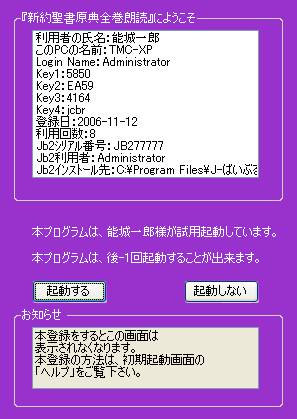 『新約聖書原典全巻朗読』にようこそ
利用者の氏名：能城一郎
このPCの名前：TMC-XP
Login Name：Administrator
Key1：5850
Key2：EA59
Key3：4164
Key4：jcbr
登録日：2006-11-12
利用回数：8
Jb2シリアル番号：JB277777
Jb2利用者：Administrator
Jb2インストール先：C:¥Program Files¥J-ばいぶる
本プログラムは、能城一郎様が試用起動しています。
本プログラムは、後-1回起動することが出来ます。
起動する
起動しない
お知らせ
本登録をするとこの画面は
表示されなくなります。
本登録の方法は、初期起動画面の
「ヘルプ」をご覧下さい。